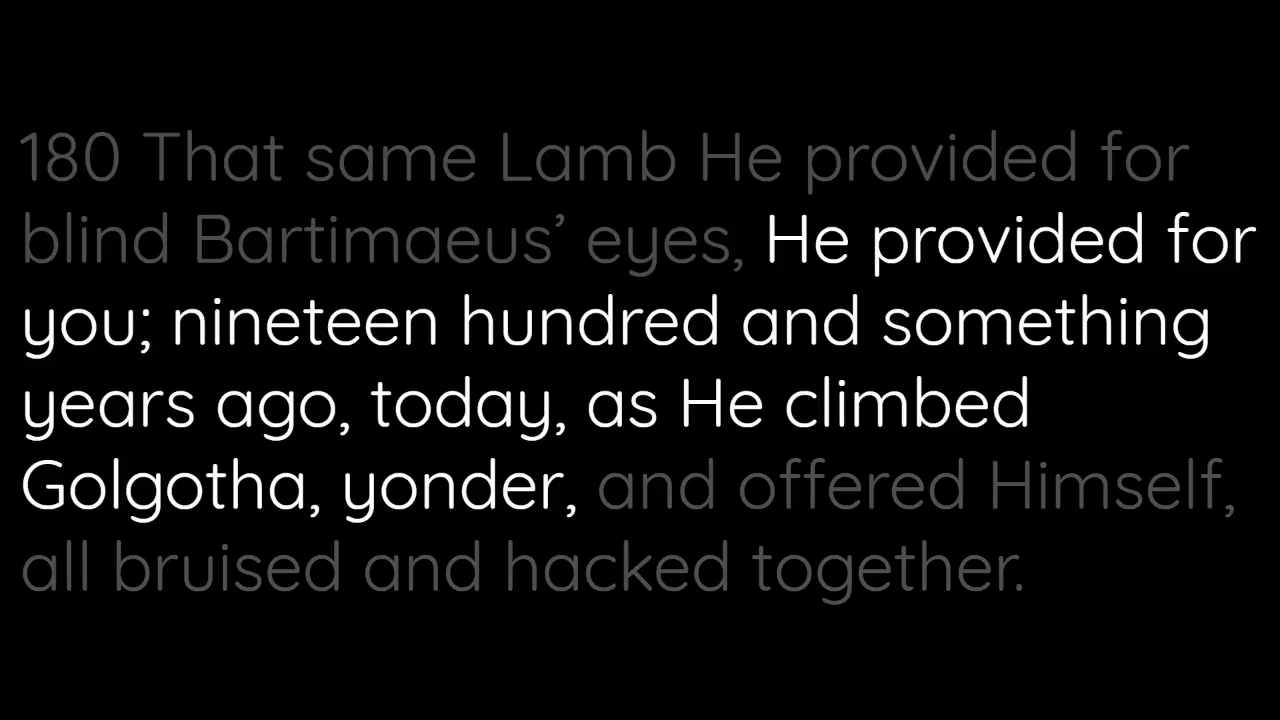 180 That same Lamb He provided for
blind Bartimaeus’ eyes, He provided for
you; nineteen hundred and something
years ago, today, as He climbed
Golgotha, yonder, and offered Himself,
all bruised and hacked together.